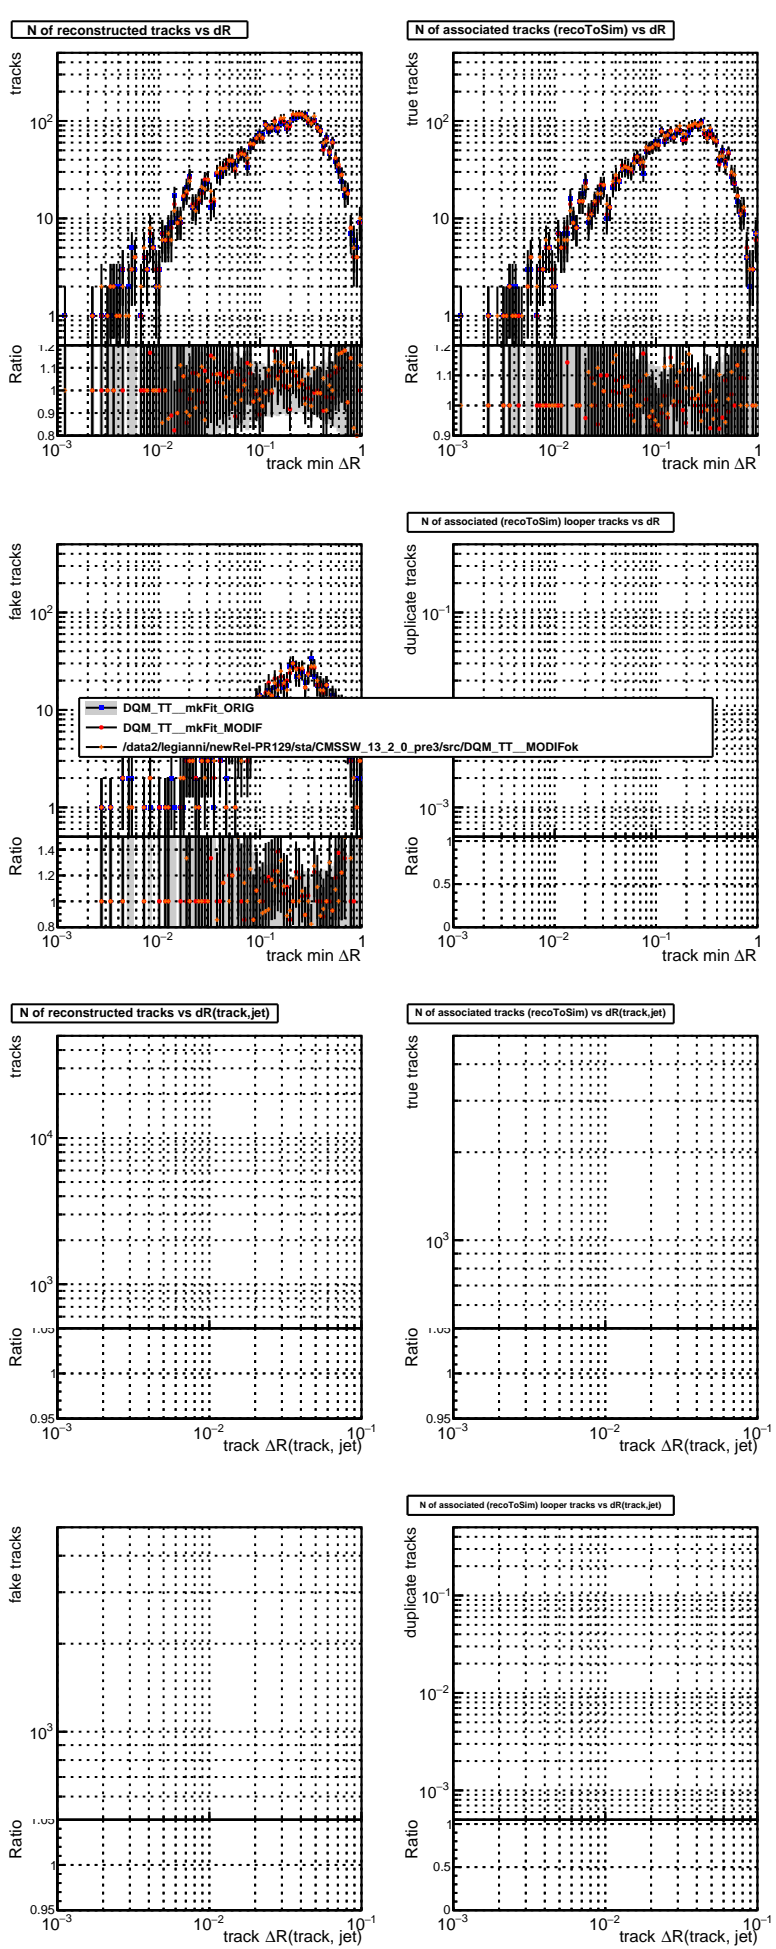 N of reconstructed tracks vs dR
tracks
10²
10
1
Ratio
1.2
1.1
1
0.9
0.8
10⁻³
10⁻²
10⁻¹
1
track min ΔR
N of associated tracks (recoToSim) vs dR
true tracks
10²
10
1
Ratio
1.2
1.1
1
0.9
10⁻³
10⁻²
10⁻¹
1
track min ΔR
fake tracks
10²
10
1
Ratio
1.4
1.2
1
0.8
10⁻³
10⁻²
10⁻¹
1
track min ΔR
N of associated (recoToSim) looper tracks vs dR
duplicate tracks
10⁻¹
10⁻³
Ratio
1
0.5
0
10⁻³
10⁻²
10⁻¹
1
track min ΔR
DQM_TT__mkFit_ORIG
DQM_TT__mkFit_MODIF
/data2/legianni/newRel-PR129/sta/CMSSW_13_2_0_pre3/src/DQM_TT__MODIFok
N of reconstructed tracks vs dR(track,jet)
tracks
10⁴
10³
Ratio
1.05
1
0.95
10⁻³
10⁻²
10⁻¹
track ΔR(track, jet)
N of associated tracks (recoToSim) vs dR(track,jet)
true tracks
10³
Ratio
1.05
1
0.95
10⁻³
10⁻²
10⁻¹
track ΔR(track, jet)
fake tracks
10³
Ratio
1.05
1
0.95
10⁻³
10⁻²
10⁻¹
track ΔR(track, jet)
N of associated (recoToSim) looper tracks vs dR(track,jet)
duplicate tracks
10⁻¹
10⁻²
10⁻³
Ratio
1
0.5
0
10⁻³
10⁻²
10⁻¹
track ΔR(track, jet)